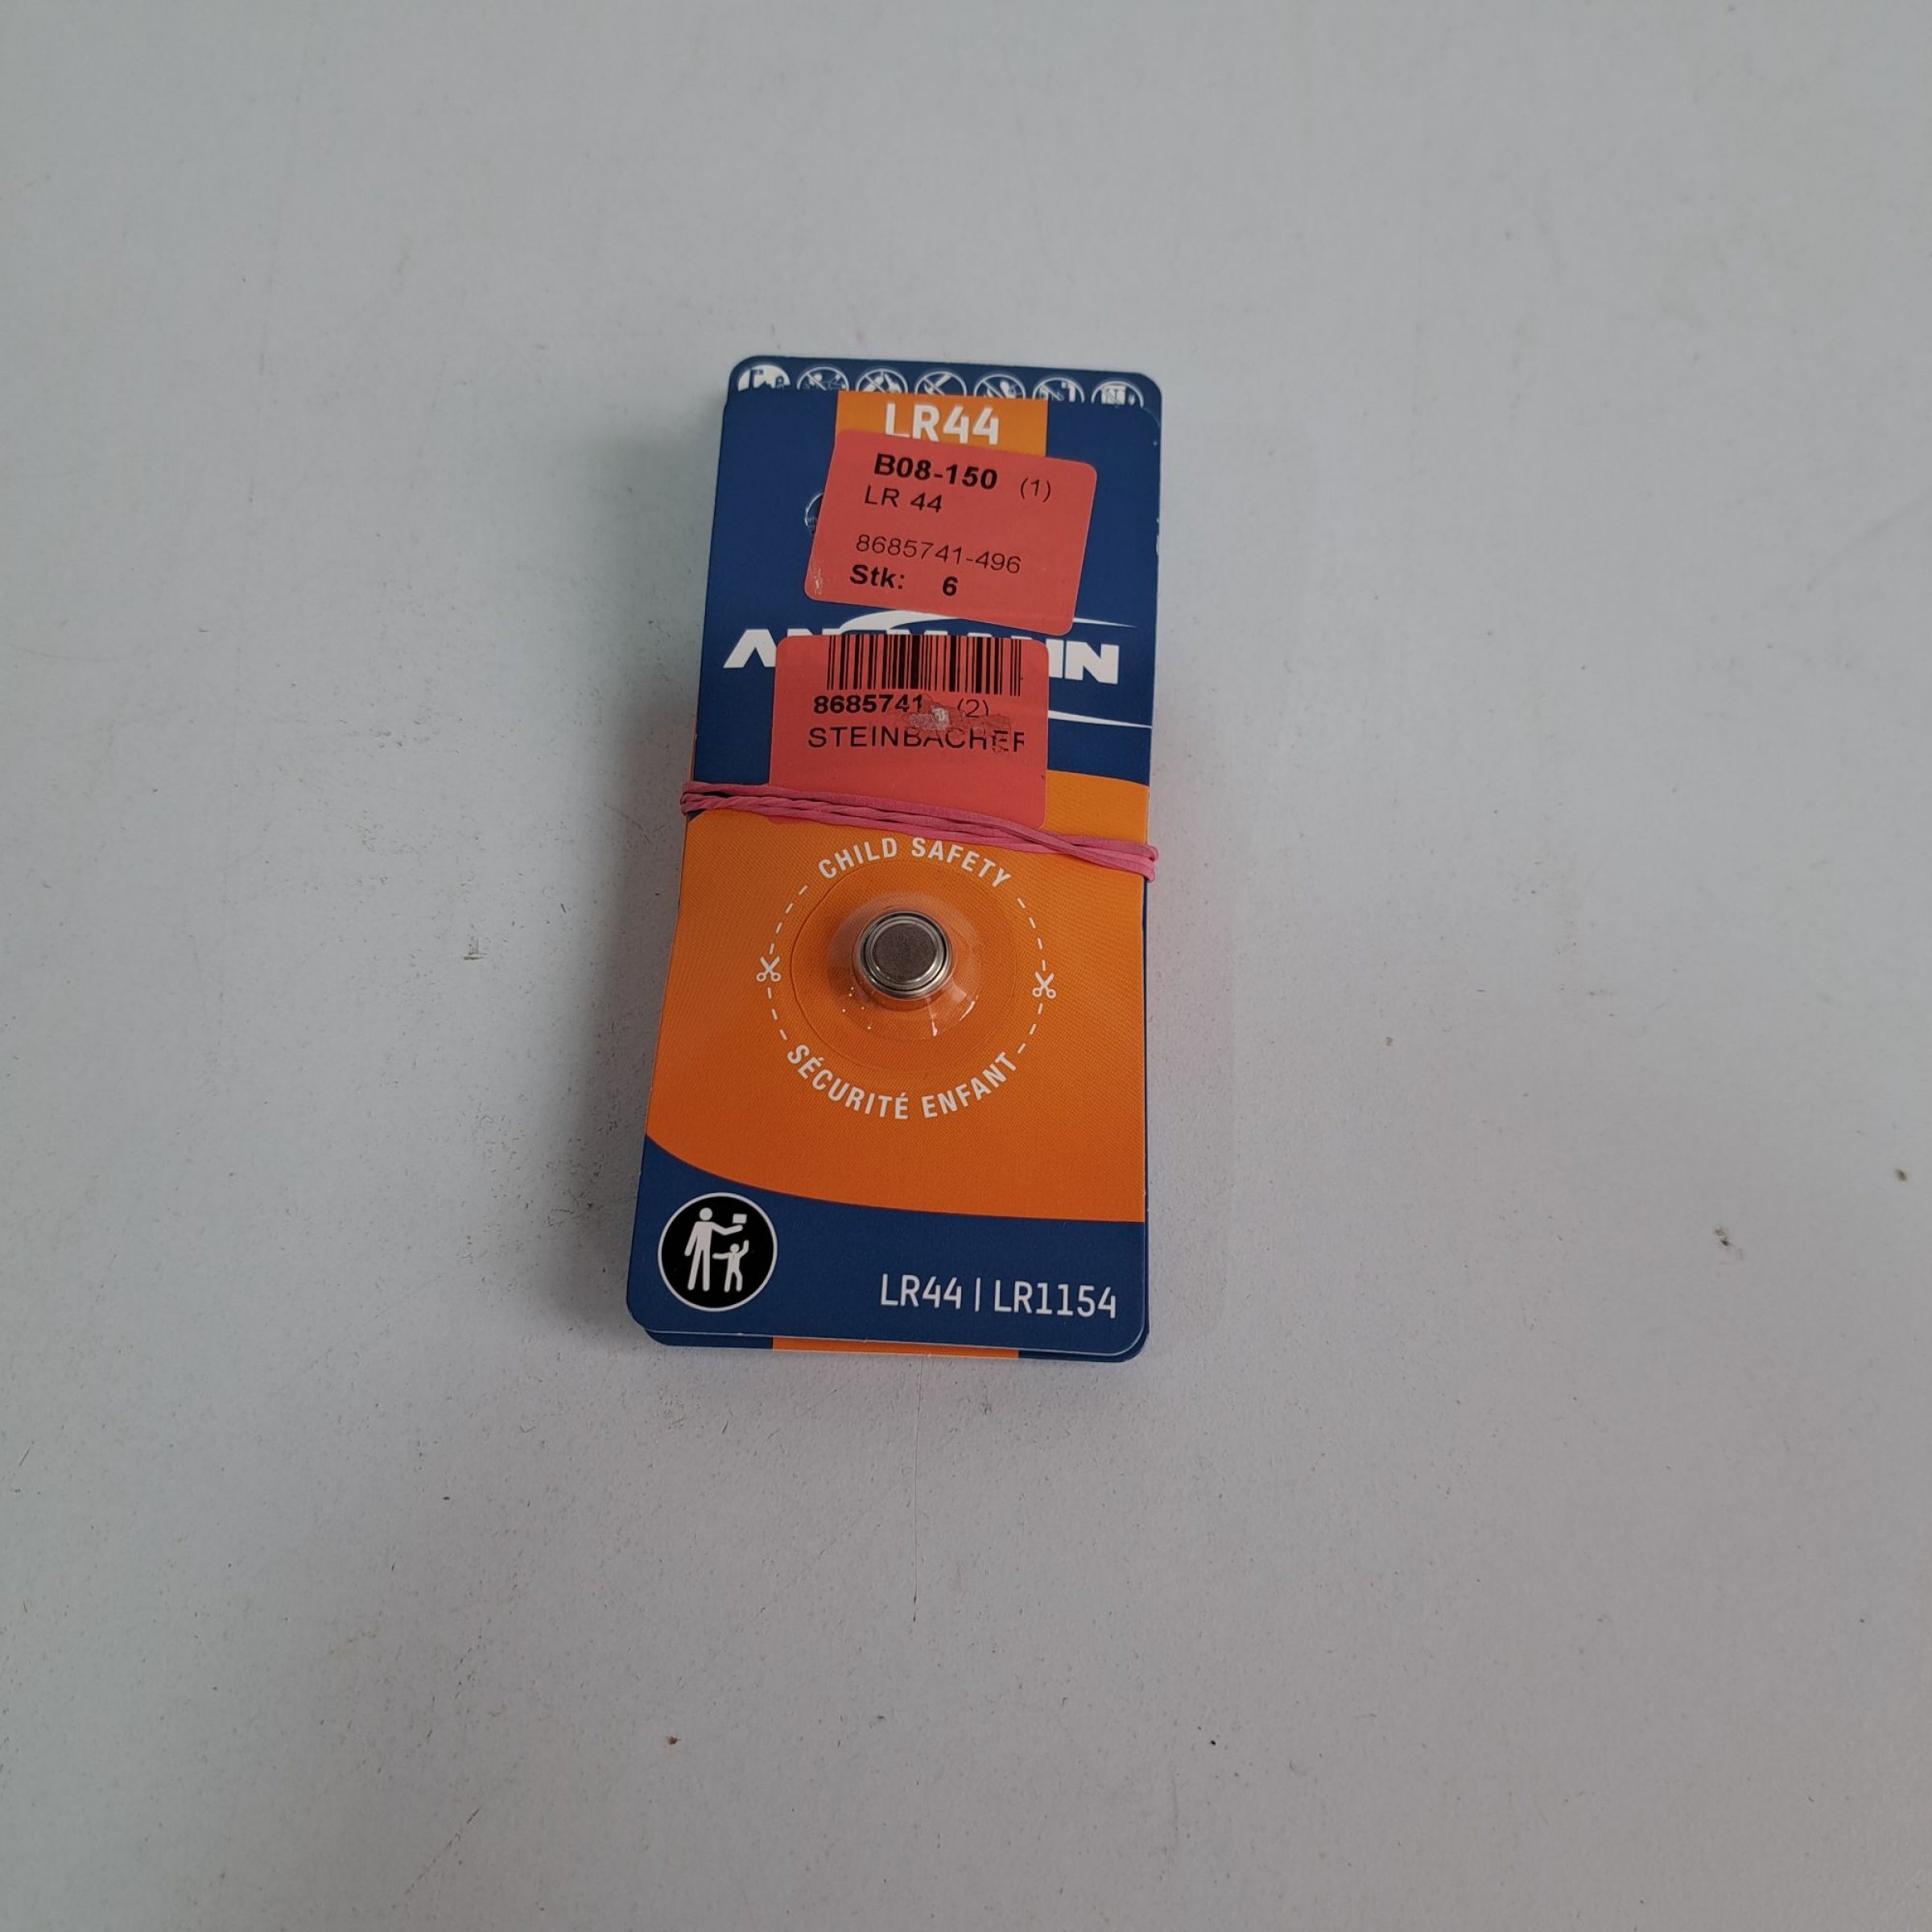 LR44
B08-150 (1)
LR 44
8685741-496
Stk: 6
8685741 (2)
STEINBACHER
CHILD SAFETY
SÉCURITÉ ENFANT
LR44 | LR1154